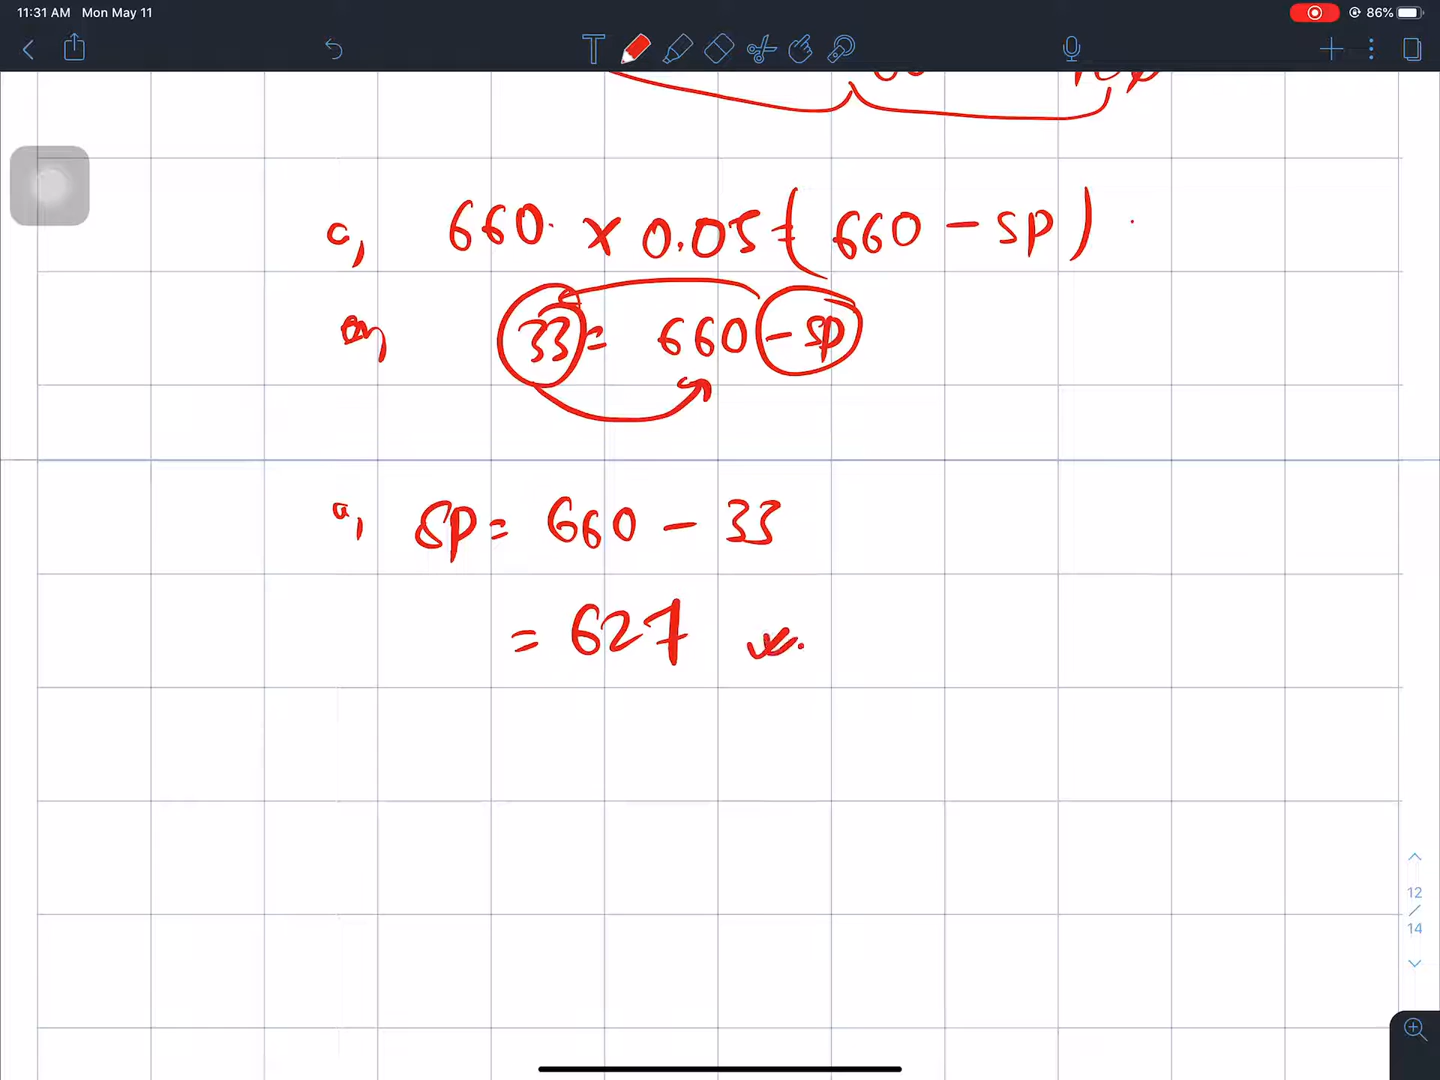 11:31 AM Mon May 11
86%
T
660 × 0.05 = (660 - SP)
or, 33 = 660 - SP
SP = 660 - 33
= 627
12
/
14